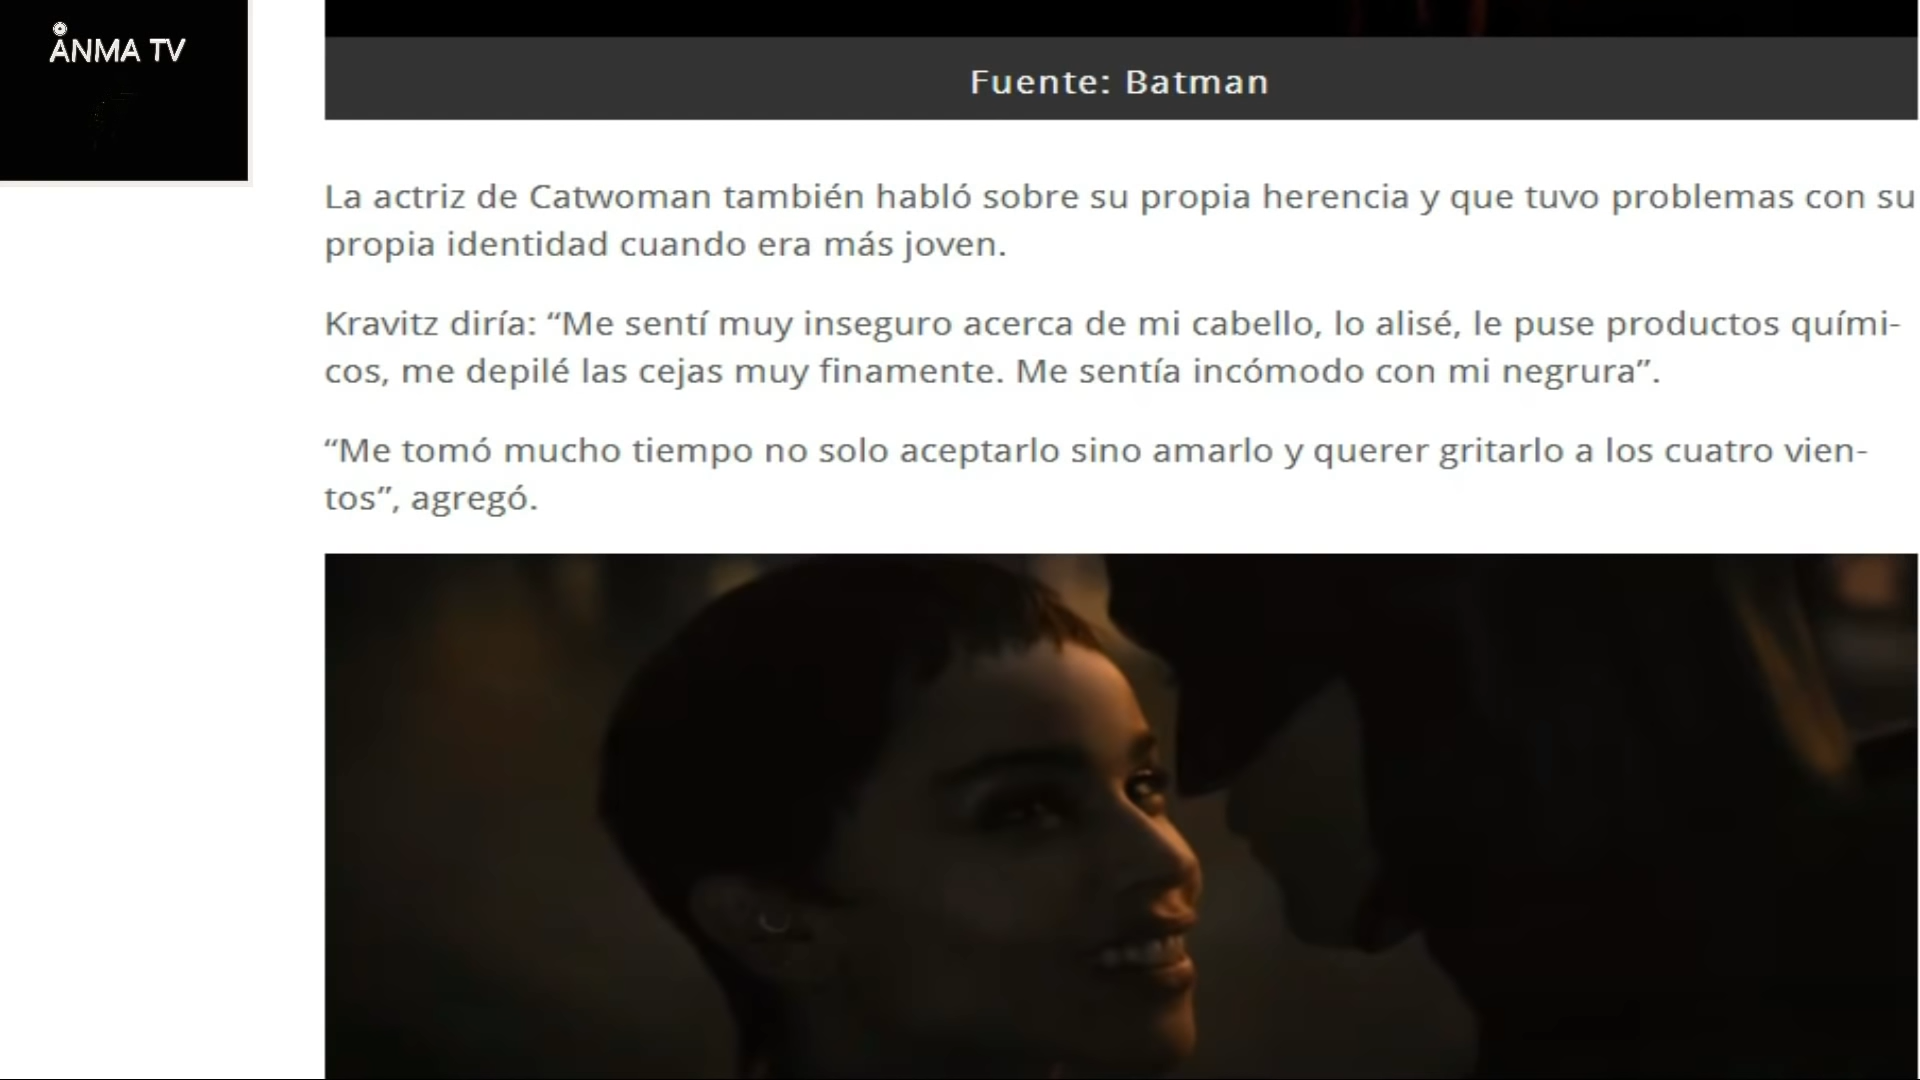 ÅNMA TV
Fuente: Batman
La actriz de Catwoman también habló sobre su propia herencia y que tuvo problemas con su
propia identidad cuando era más joven.
Kravitz diría: “Me sentí muy inseguro acerca de mi cabello, lo alisé, le puse productos quími-
cos, me depilé las cejas muy finamente. Me sentía incómodo con mi negrura”.
“Me tomó mucho tiempo no solo aceptarlo sino amarlo y querer gritarlo a los cuatro vien-
tos”, agregó.